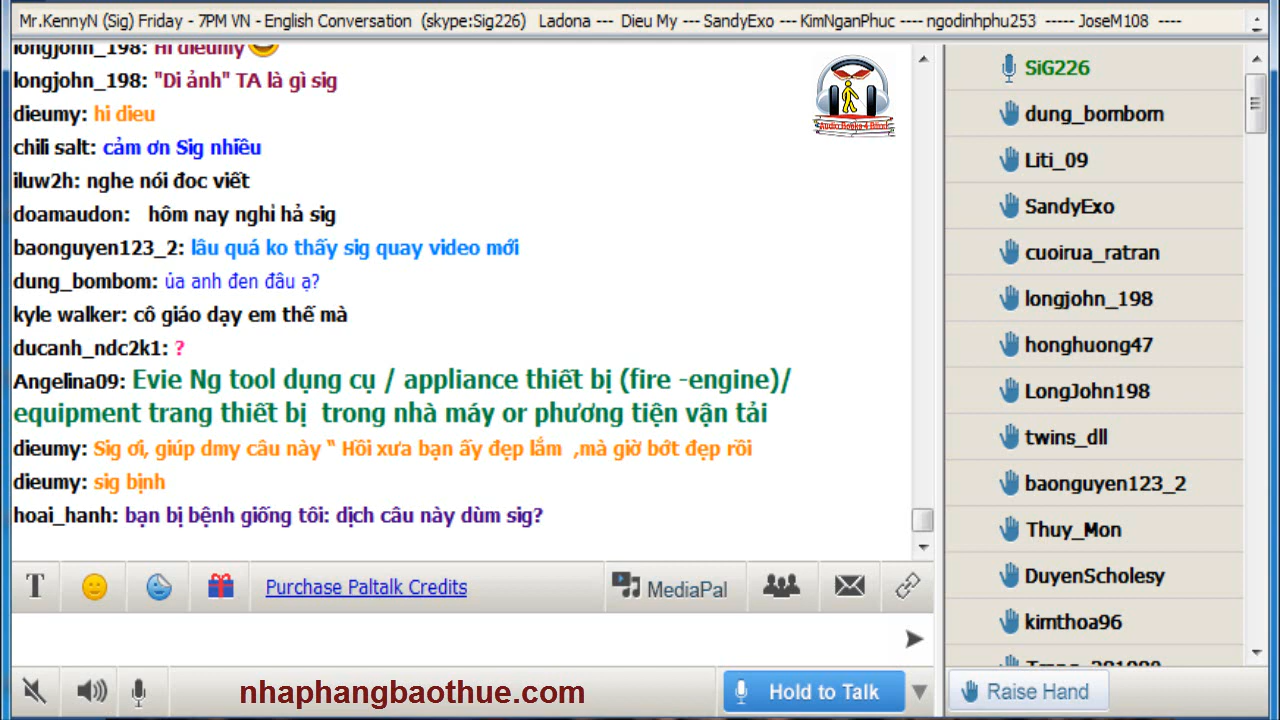 Mr.KennyN (Sig) Friday - 7PM VN - English Conversation (skype:Sig226) Ladona --- Dieu My --- SandyExo --- KimNganPhuc ---- ngodinhphu253 ----- JoseM108 ----
longjohn_198: Hi dieumy
longjohn_198: "Di ảnh" TA là gì sig
dieumy: hi dieu
chili salt: cảm ơn Sig nhiều
iluw2h: nghe nói đoc viết
doamaudon: hôm nay nghỉ hả sig
baonguyen123_2: lâu quá ko thấy sig quay video mới
dung_bombom: ủa anh đen đâu ạ?
kyle walker: cô giáo dạy em thế mà
ducanh_ndc2k1: ?
Angelina09: Evie Ng tool dụng cụ / appliance thiết bị (fire -engine)/
equipment trang thiết bị trong nhà máy or phương tiện vận tải
dieumy: Sig ơi, giúp dmy câu này “ Hồi xưa bạn ấy đẹp lắm ,mà giờ bớt đẹp rồi
dieumy: sig bịnh
hoai_hanh: bạn bị bệnh giống tôi: dịch câu này dùm sig?
Purchase Paltalk Credits
MediaPal
nhaphangbaothue.com
Hold to Talk
SiG226
dung_bombom
Liti_09
SandyExo
cuoirua_ratran
longjohn_198
honghuong47
LongJohn198
twins_dll
baonguyen123_2
Thuy_Mon
DuyenScholesy
kimthoa96
Raise Hand